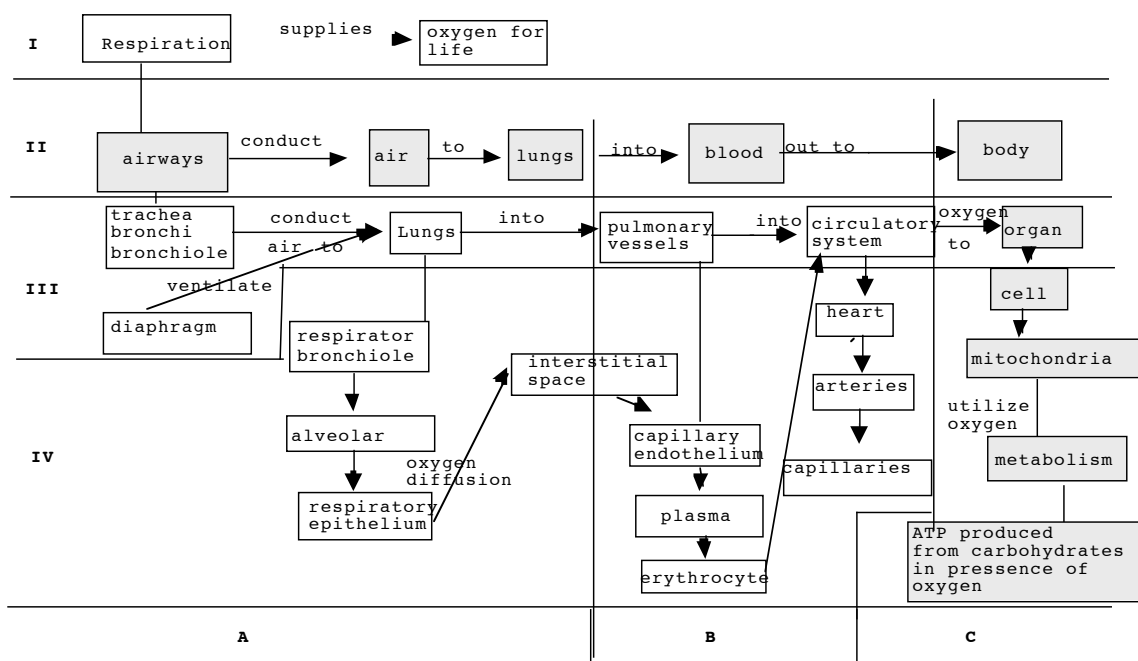 I
Respiration
supplies
oxygen for
life
II
airways
conduct
air
to
lungs
into
blood
out to
body
trachea
bronchi
bronchiole
conduct
air to
Lungs
into
pulmonary
vessels
into
circulatory
system
oxygen
to
organ
III
ventilate
diaphragm
respirator
bronchiole
heart
cell
interstitial
space
arteries
mitochondria
utilize
oxygen
IV
alveolar
oxygen
diffusion
capillary
endothelium
capillaries
metabolism
respiratory
epithelium
plasma
erythrocyte
ATP produced
from carbohydrates
in pressence of
oxygen
A
B
C